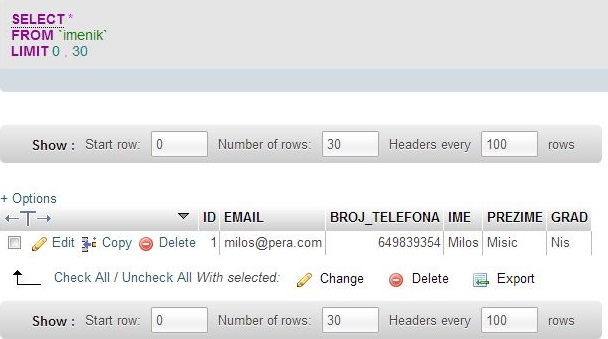 SELECT *
FROM `imenik`
LIMIT 0 , 30
Show : Start row: 0 Number of rows: 30 Headers every 100 rows
+ Options
←T→ ID EMAIL BROJ_TELEFONA IME PREZIME GRAD
Edit Copy Delete 1 milos@pera.com 649839354 Milos Misic Nis
Check All / Uncheck All With selected: Change Delete Export
Show : Start row: 0 Number of rows: 30 Headers every 100 rows